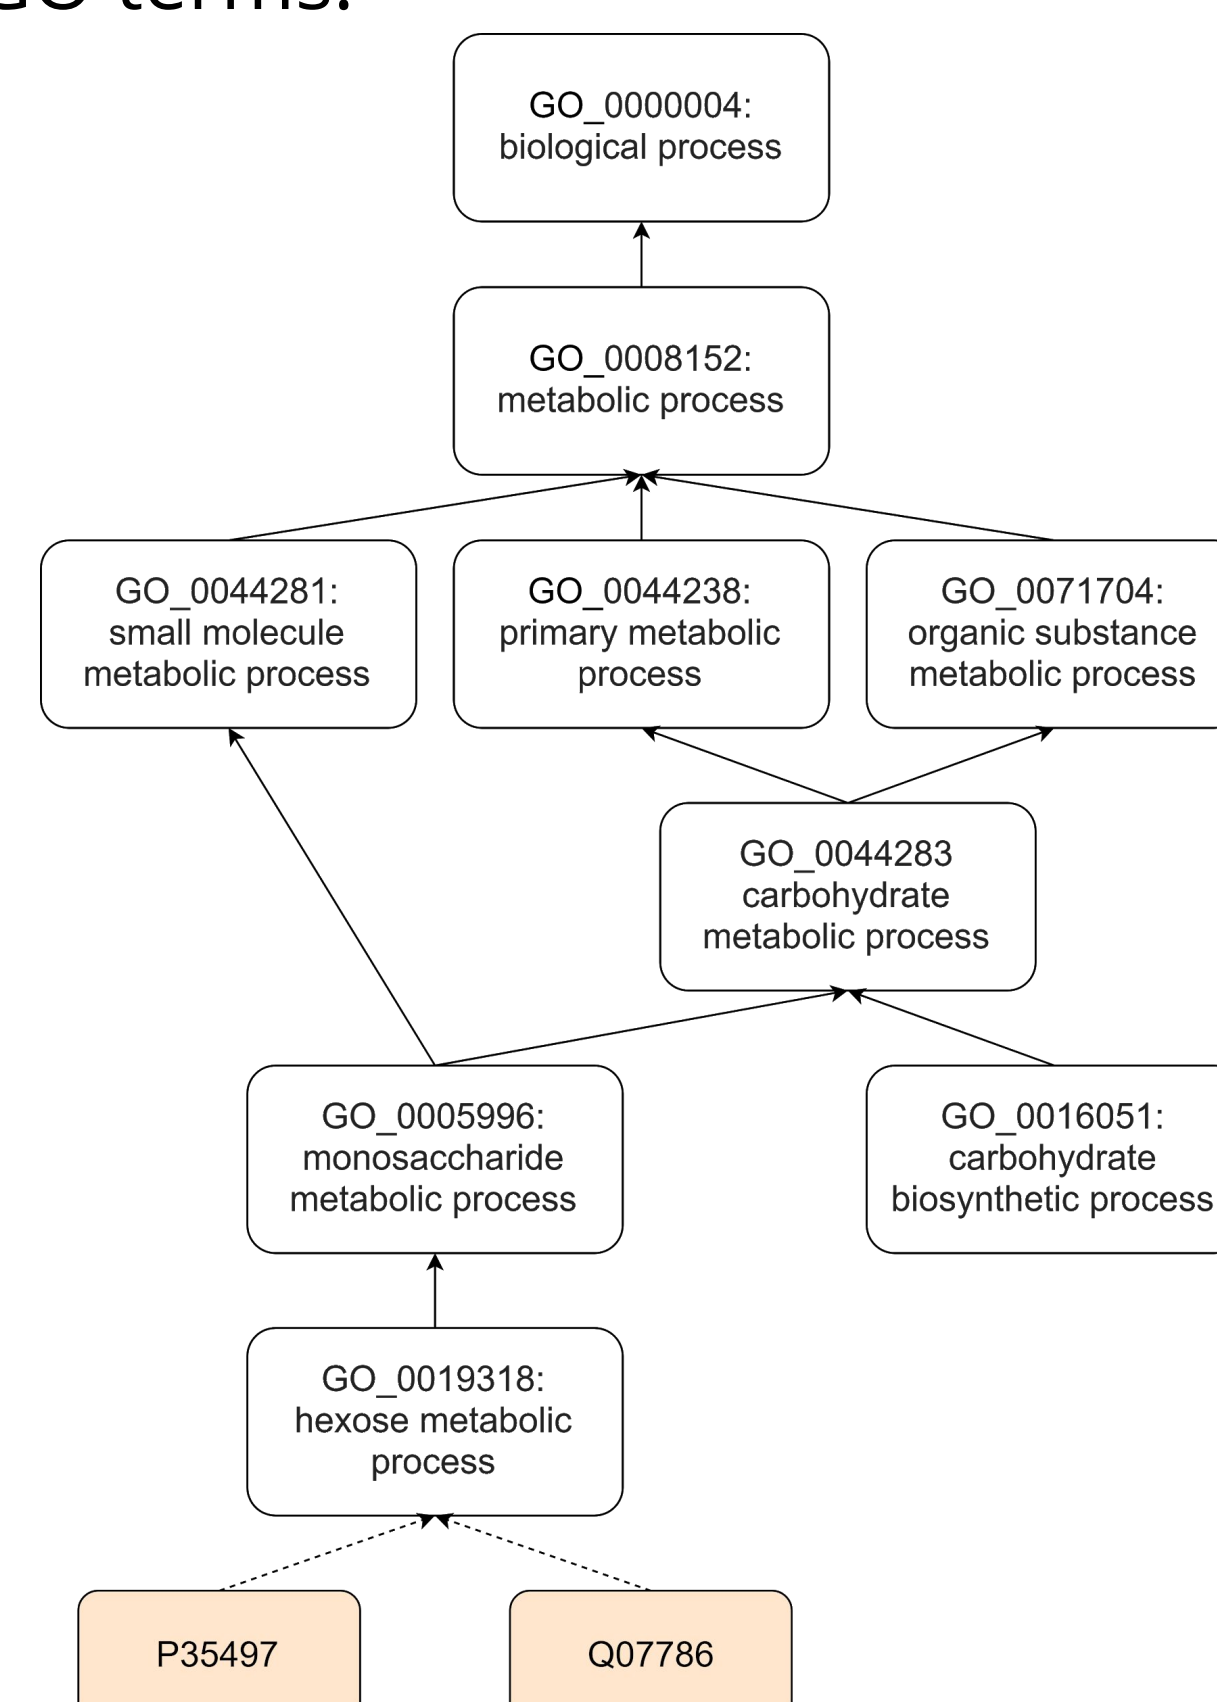 GO terms:
GO_0000004:
biological process
GO_0008152:
metabolic process
GO_0044281:
small molecule
metabolic process
GO_0044238:
primary metabolic
process
GO_0071704:
organic substance
metabolic process
GO_0044283
carbohydrate
metabolic process
GO_0005996:
monosaccharide
metabolic process
GO_0016051:
carbohydrate
biosynthetic process
GO_0019318:
hexose metabolic
process
P35497
Q07786